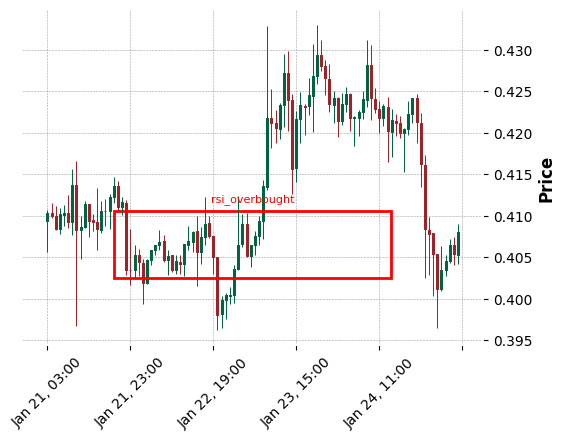 0.430
0.425
0.420
0.415
0.410
0.405
0.400
0.395
Price
rsi_overbought
Jan 21, 03:00
Jan 21, 23:00
Jan 22, 19:00
Jan 23, 15:00
Jan 24, 11:00